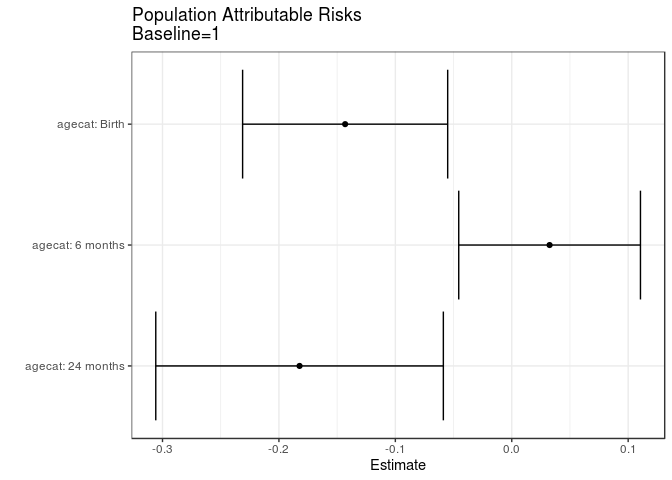 Population Attributable Risks
Baseline=1
agecat: Birth
agecat: 6 months
agecat: 24 months
-0.3 -0.2 -0.1 0.0 0.1
Estimate